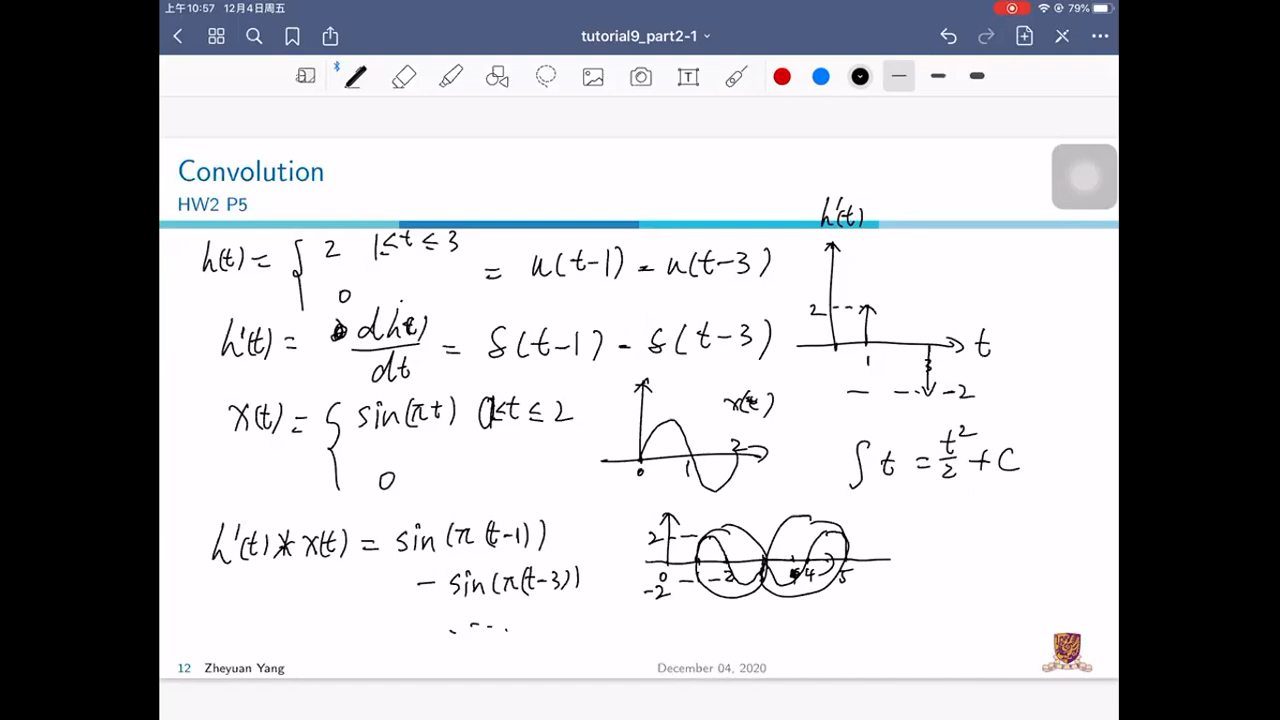 上午10:57 12月4日周五
79%
tutorial9_part2-1
Convolution
HW2 P5
h'(t)
h(t) = { 2 1≤t≤3 = u(t-1) - u(t-3)
0
2
h'(t) = dh(t)/dt = δ(t-1) - δ(t-3)
t
1 3
-2
x(t) = { sin(πt) 0<t≤2
0
x(t)
0 1 2
∫ t = t²/2 + C
h'(t)*x(t) = sin(π(t-1))
- sin(π(t-3))
.....
2
0 4 5
-2
12 Zheyuan Yang December 04, 2020